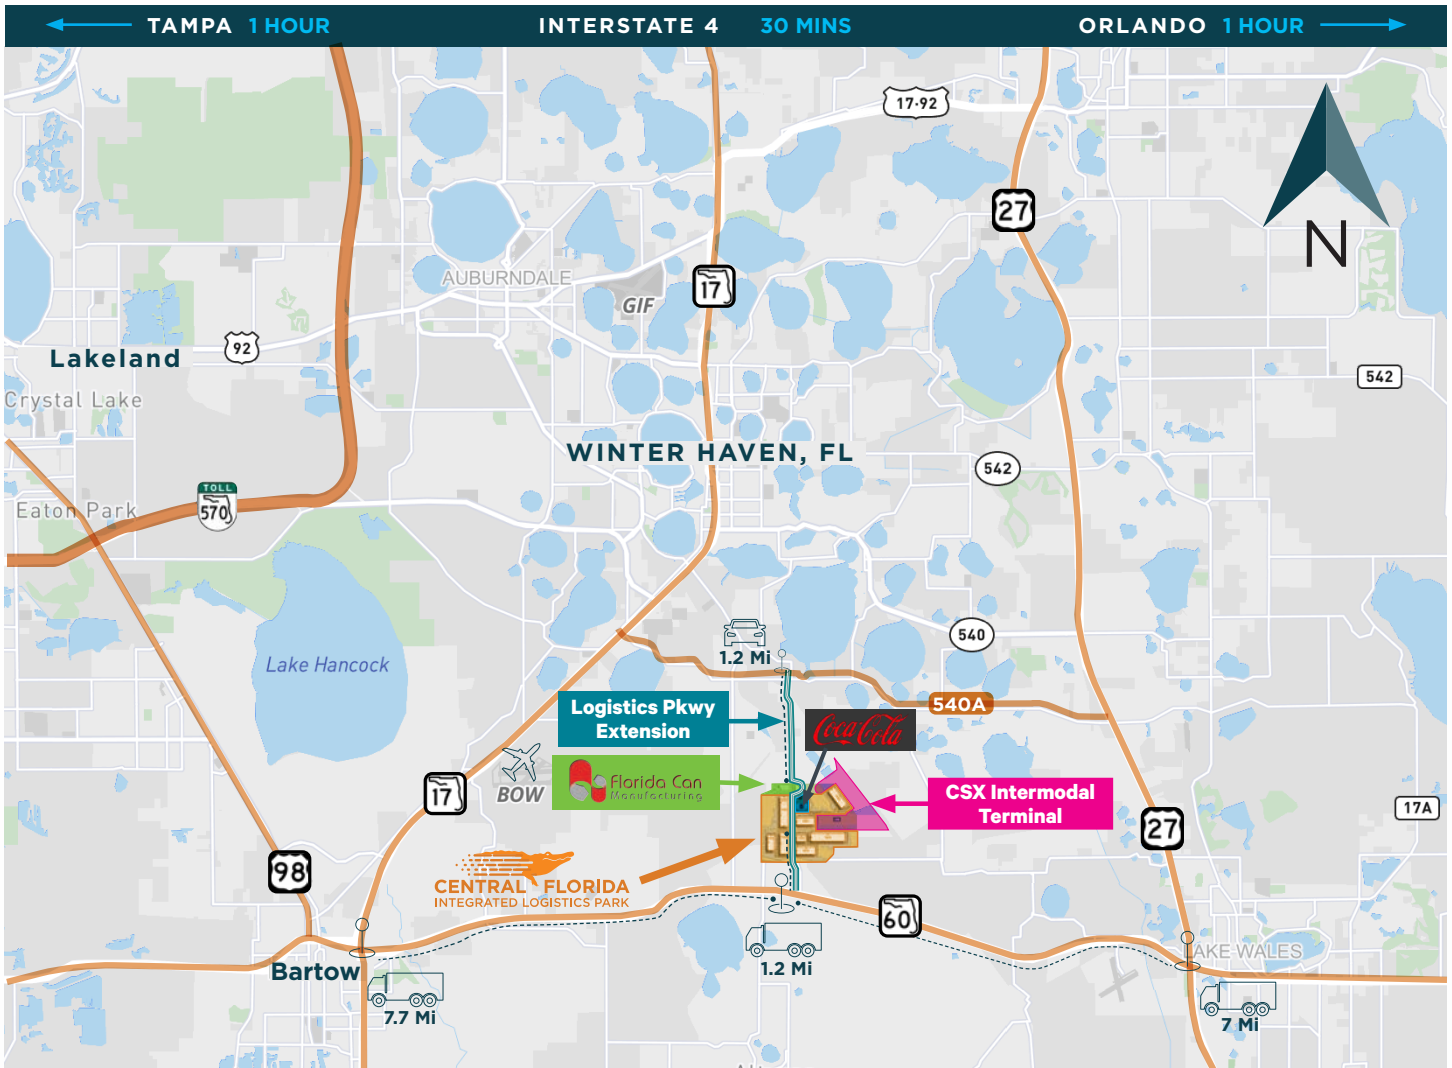 TAMPA 1 HOUR
INTERSTATE 4 30 MINS
ORLANDO 1 HOUR
17·92
27
N
AUBURNDALE
GIF
17
92
Lakeland
Crystal Lake
542
WINTER HAVEN, FL
542
TOLL
570
Eaton Park
540
Lake Hancock
1.2 Mi
540A
Logistics Pkwy
Extension
Coca-Cola
BOW
Florida Can
Manufacturing
CSX Intermodal
Terminal
17
17A
27
98
CENTRAL FLORIDA
INTEGRATED LOGISTICS PARK
60
LAKE WALES
Bartow
1.2 Mi
7.7 Mi
7 Mi